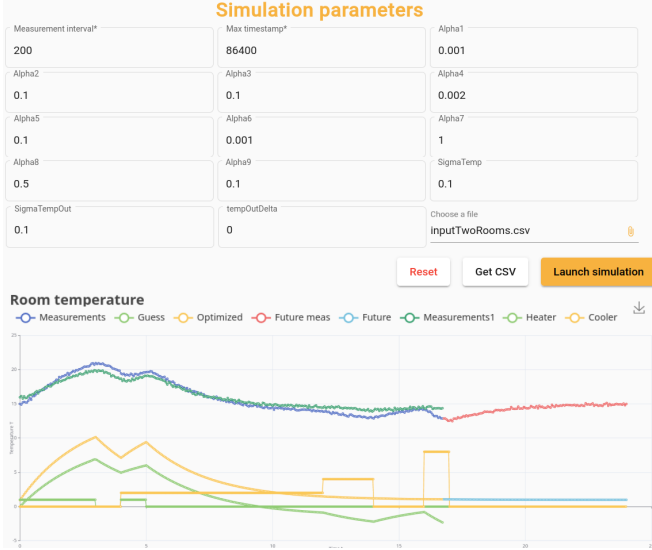 Simulation parameters
Measurement interval* Max timestamp* Alpha1
200 86400 0.001
Alpha2 Alpha3 Alpha4
0.1 0.1 0.002
Alpha5 Alpha6 Alpha7
0.1 0.001 1
Alpha8 Alpha9 SigmaTemp
0.5 0.1 0.1
SigmaTempOut tempOutDelta Choose a file
0.1 0 inputTwoRooms.csv
Reset Get CSV Launch simulation
Room temperature
Measurements Guess Optimized Future meas Future Measurements1 Heater Cooler
25
20
15
10
5
0
-5
0 5 10 15 20